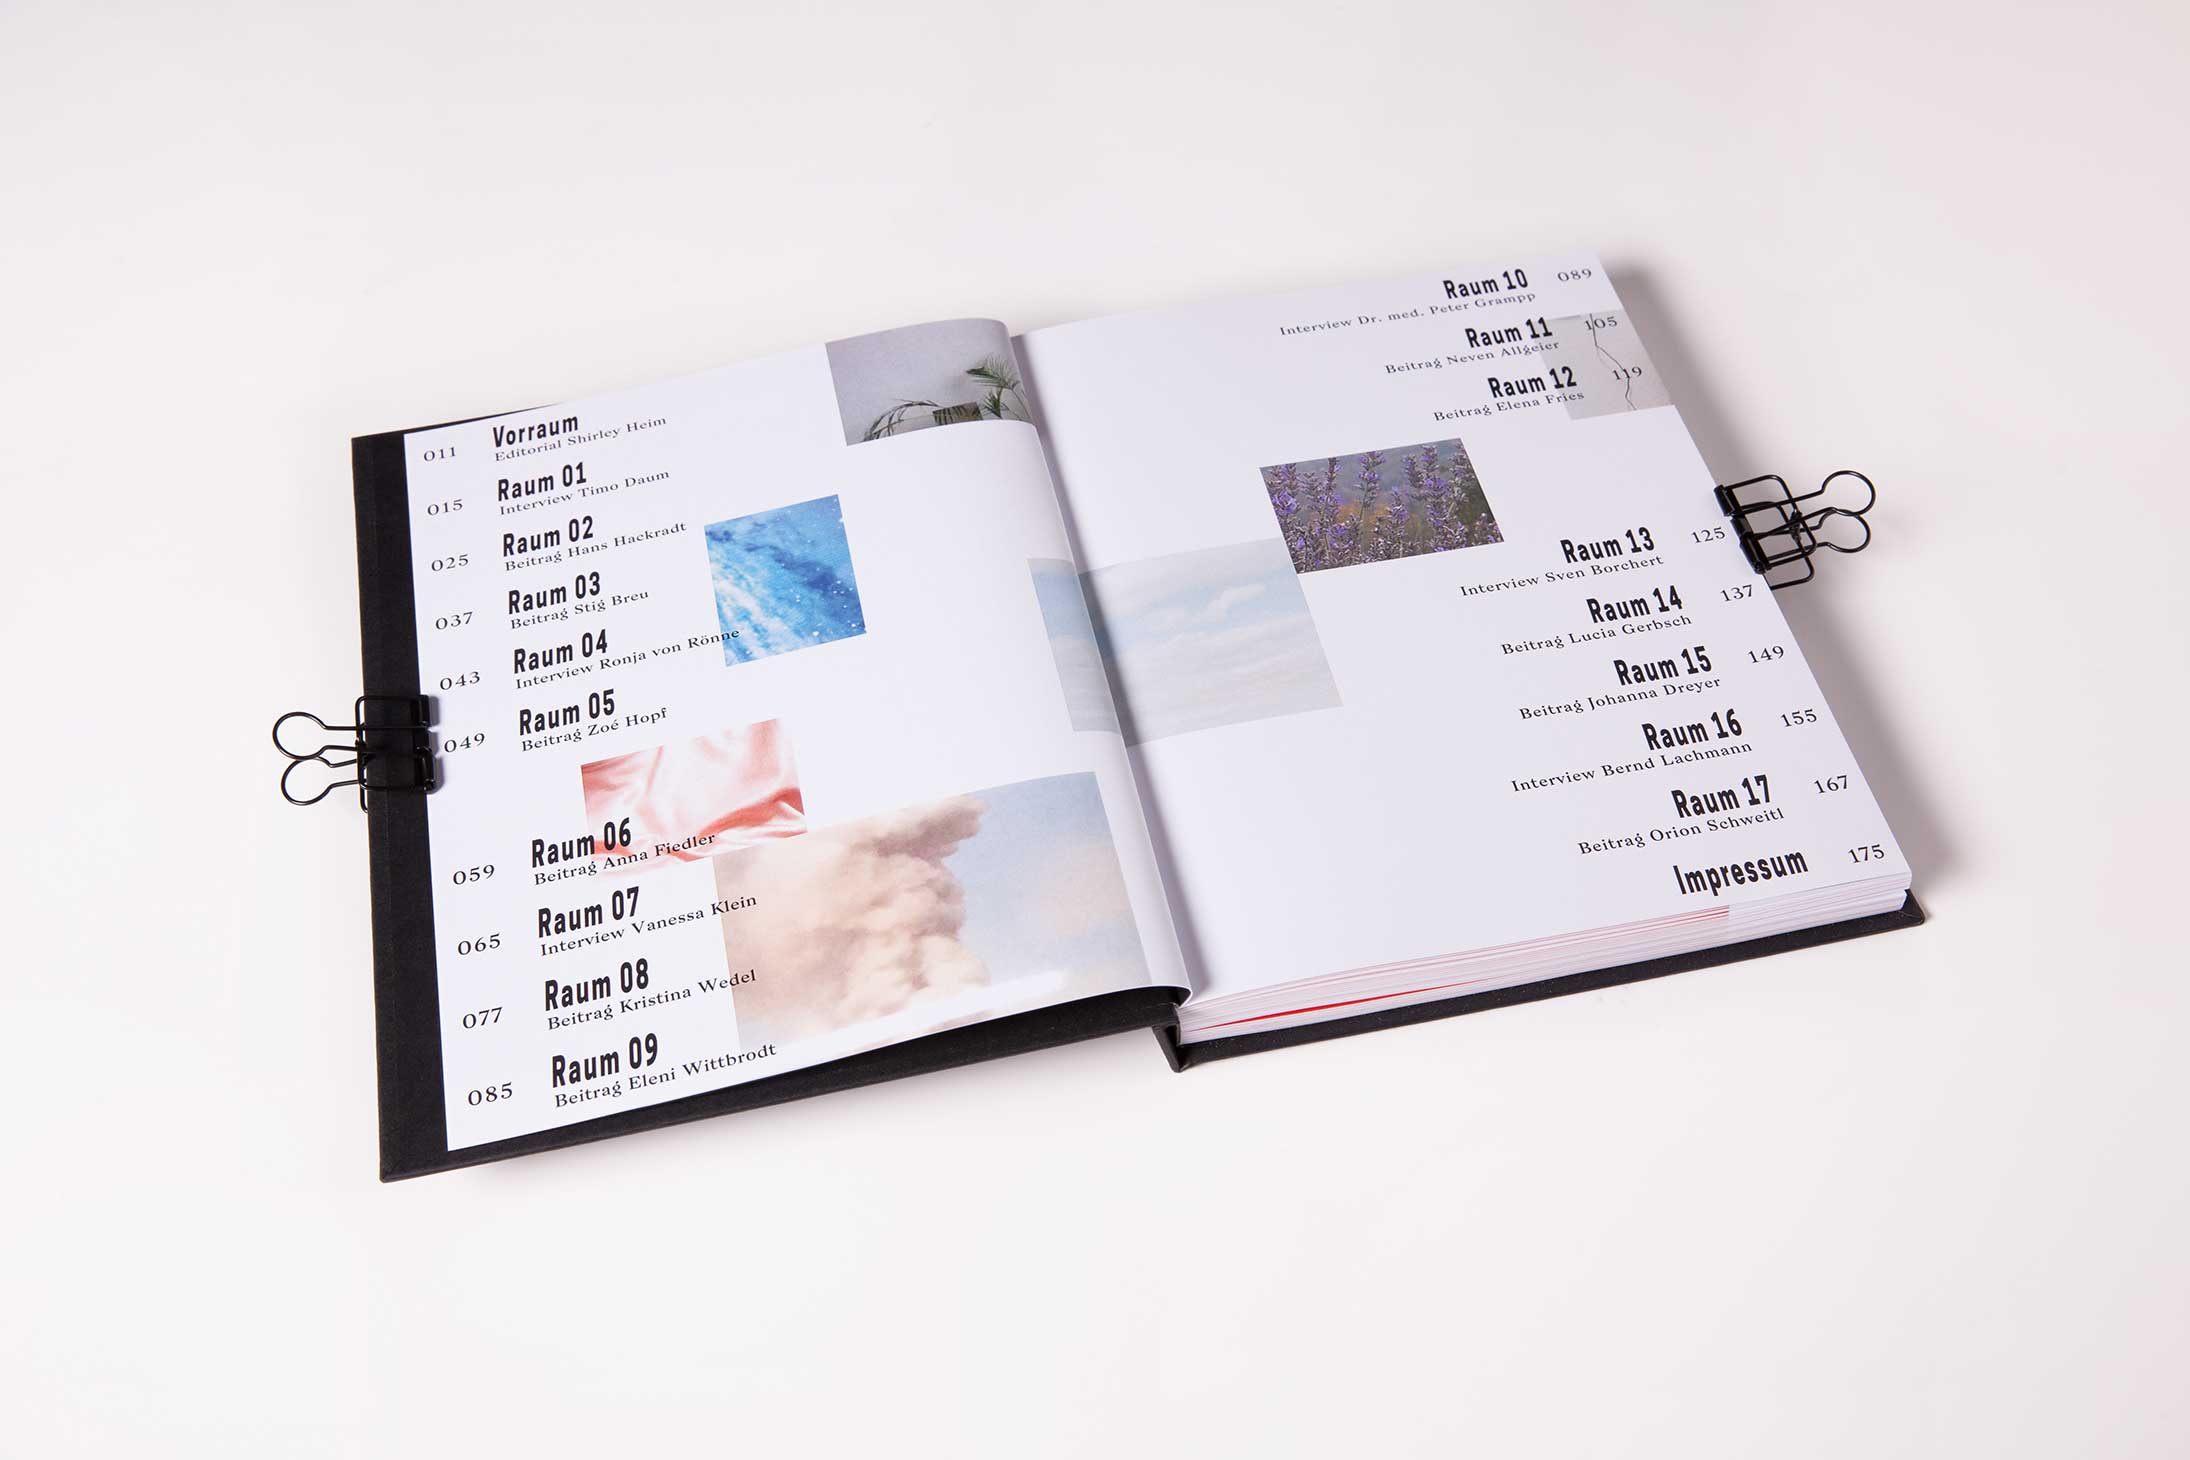 011 Vorraum
Editorial Shirley Heim
015 Raum 01
Interview Timo Daum
025 Raum 02
Beitrag Hans Hackradt
037 Raum 03
Beitrag Stig Breu
043 Raum 04
Interview Ronja von Rönne
049 Raum 05
Beitrag Zoé Hopf
059 Raum 06
Beitrag Anna Fiedler
065 Raum 07
Interview Vanessa Klein
077 Raum 08
Beitrag Kristina Wedel
085 Raum 09
Beitrag Eleni Wittbrodt
Raum 10 089
Interview Dr. med. Peter Grampp
Raum 11 105
Beitrag Neven Allgeier
Raum 12 119
Beitrag Elena Fries
Raum 13 125
Interview Sven Borchert
Raum 14 137
Beitrag Lucia Gerbsch
Raum 15 149
Beitrag Johanna Dreyer
Raum 16 155
Interview Bernd Lachmann
Raum 17 167
Beitrag Orion Schweitl
Impressum 175